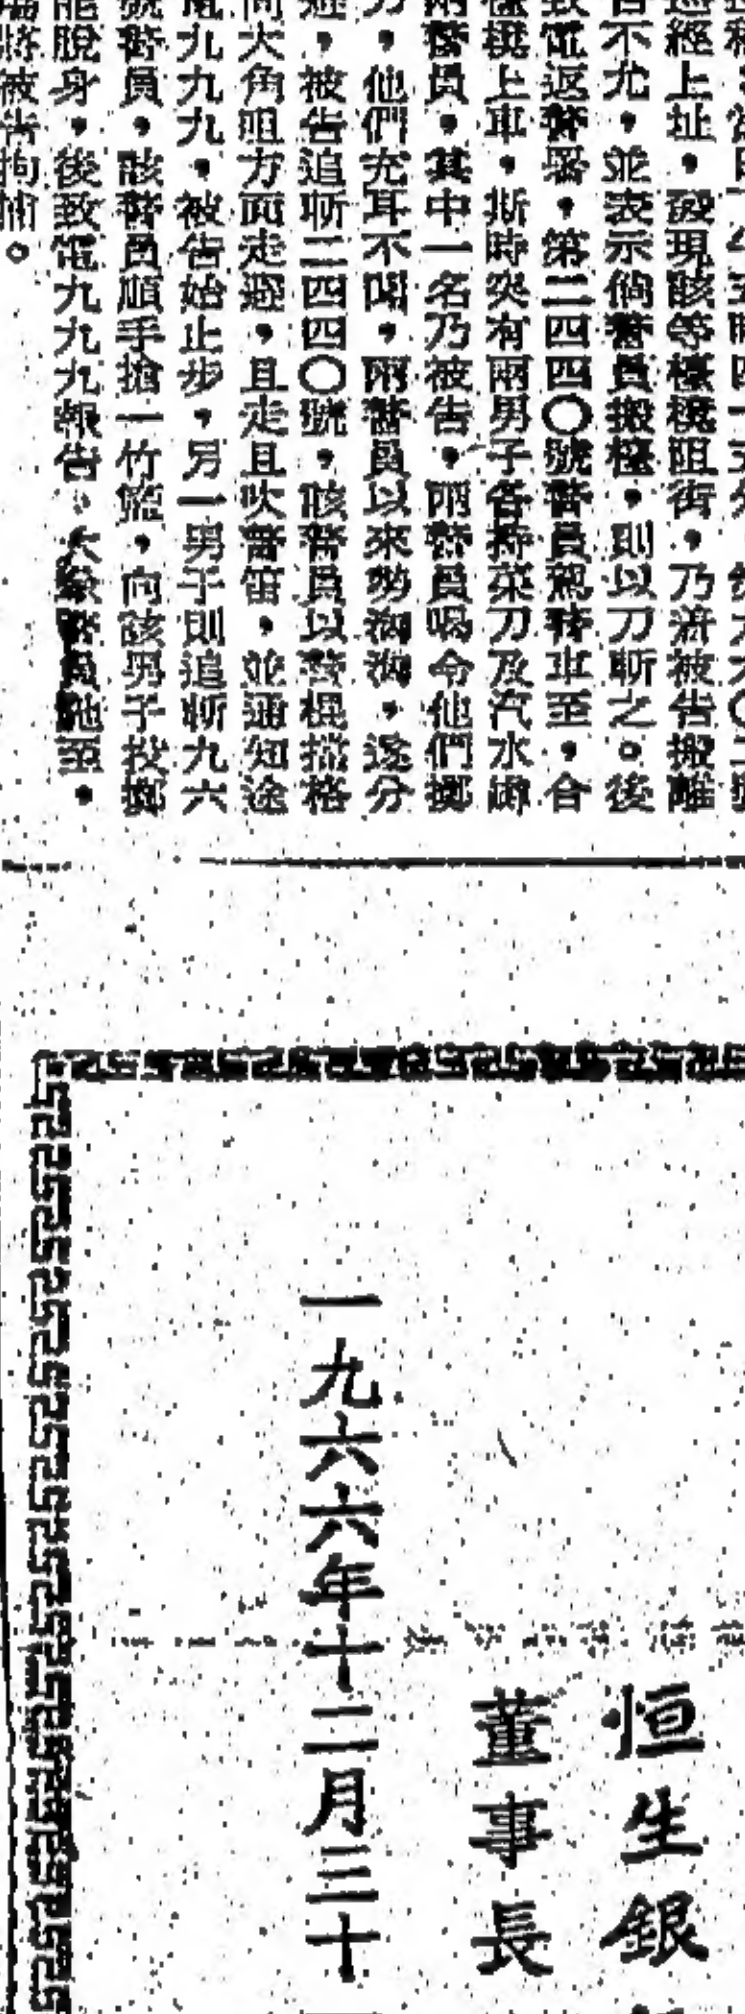 巡經上址，發現該等檯櫈阻街，乃着被告搬離
告不允，並表示倘警員搬檯，則以刀斬之。後
致電返警署，第二四四〇號警員駕車至，合
檯櫈上車，斯時突有兩男子各持菜刀及汽水
兩警員，其中一名乃被告，兩警員喝令他們擲
刀，他們充耳不聞，兩警員以來勢洶洶，遂分
避，被告追斬二四四〇號，該警員以警棍擋格
向大角咀方面走避，且走且吹警笛，並通知途
電九九九，被告始止步，另一男子則追斬九六
號警員，該警員順手搶一竹籃，向該男子投擲
能脫身，後致電九九九報告，大隊警員馳至，
場將被告拘捕。
恒生銀
董事長
一九六六年十二月三十